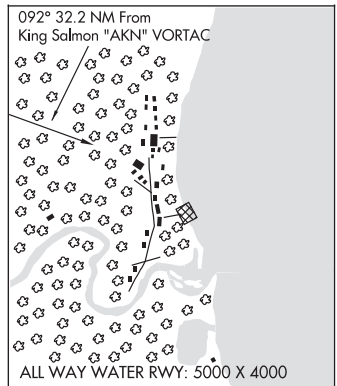 092° 32.2 NM From
King Salmon "AKN" VORTAC
ALL WAY WATER RWY: 5000 X 4000